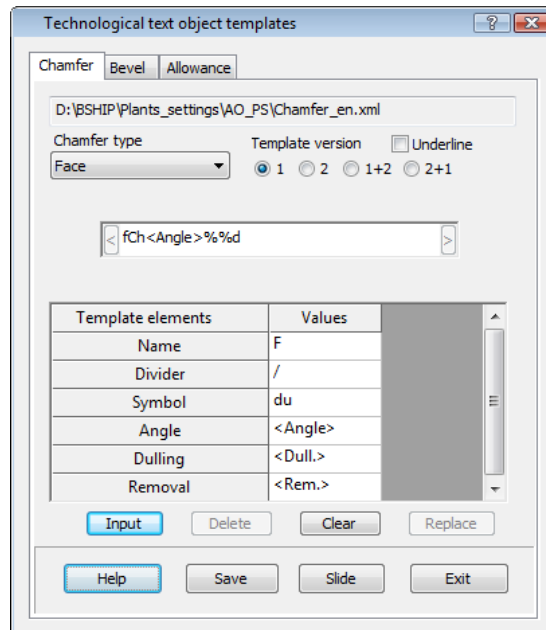 Technological text object templates
Chamfer Bevel Allowance
D:\BSHIP\Plants_settings\AO_PS\Chamfer_en.xml
Chamfer type Template version Underline
Face 1 2 1+2 2+1
< fCh<Angle>%%d >
Template elements Values
Name F
Divider /
Symbol du
Angle <Angle>
Dulling <Dull.>
Removal <Rem.>
Input Delete Clear Replace
Help Save Slide Exit